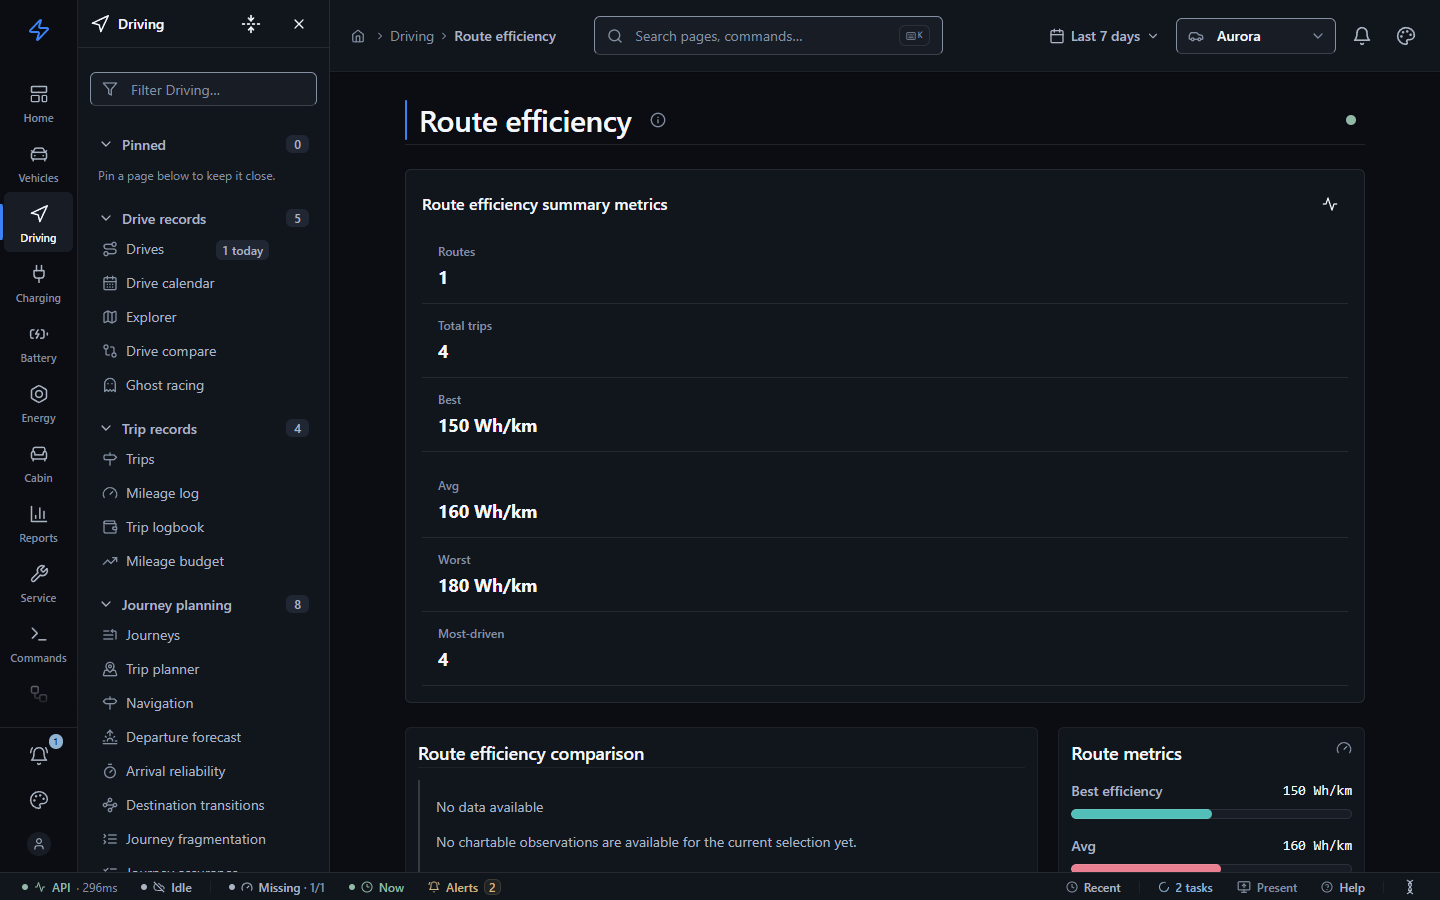 Home
Vehicles
Driving
Charging
Battery
Energy
Cabin
Reports
Service
Commands
1
Driving
Filter Driving...
Pinned 0
Pin a page below to keep it close.
Drive records 5
Drives 1 today
Drive calendar
Explorer
Drive compare
Ghost racing
Trip records 4
Trips
Mileage log
Trip logbook
Mileage budget
Journey planning 8
Journeys
Trip planner
Navigation
Departure forecast
Arrival reliability
Destination transitions
Journey fragmentation
Journey assurance
Driving Route efficiency
Search pages, commands... K
Last 7 days
Aurora
Route efficiency
Route efficiency summary metrics
Routes
1
Total trips
4
Best
150 Wh/km
Avg
160 Wh/km
Worst
180 Wh/km
Most-driven
4
Route efficiency comparison
No data available
No chartable observations are available for the current selection yet.
Route metrics
Best efficiency 150 Wh/km
Avg 160 Wh/km
API · 296ms Idle Missing · 1/1 Now Alerts 2 Recent 2 tasks Present Help